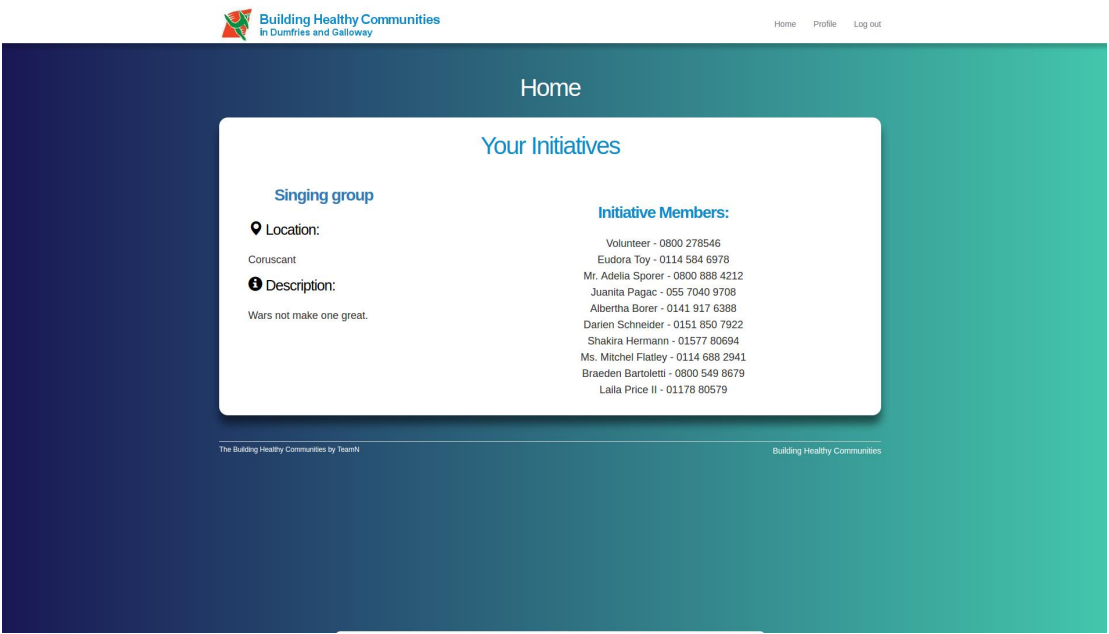 Building Healthy Communities
in Dumfries and Galloway
Home Profile Log out
Home
Your Initiatives
Singing group
Location:
Coruscant
Description:
Wars not make one great.
Initiative Members:
Volunteer - 0800 278546
Eudora Toy - 0114 584 6978
Mr. Adelia Sporer - 0800 888 4212
Juanita Pagac - 055 7040 9708
Albertha Borer - 0141 917 6388
Darien Schneider - 0151 850 7922
Shakira Hermann - 01577 80694
Ms. Mitchel Flatley - 0114 688 2941
Braeden Bartoletti - 0800 549 8679
Laila Price II - 01178 80579
The Building Healthy Communities by TeamN
Building Healthy Communities